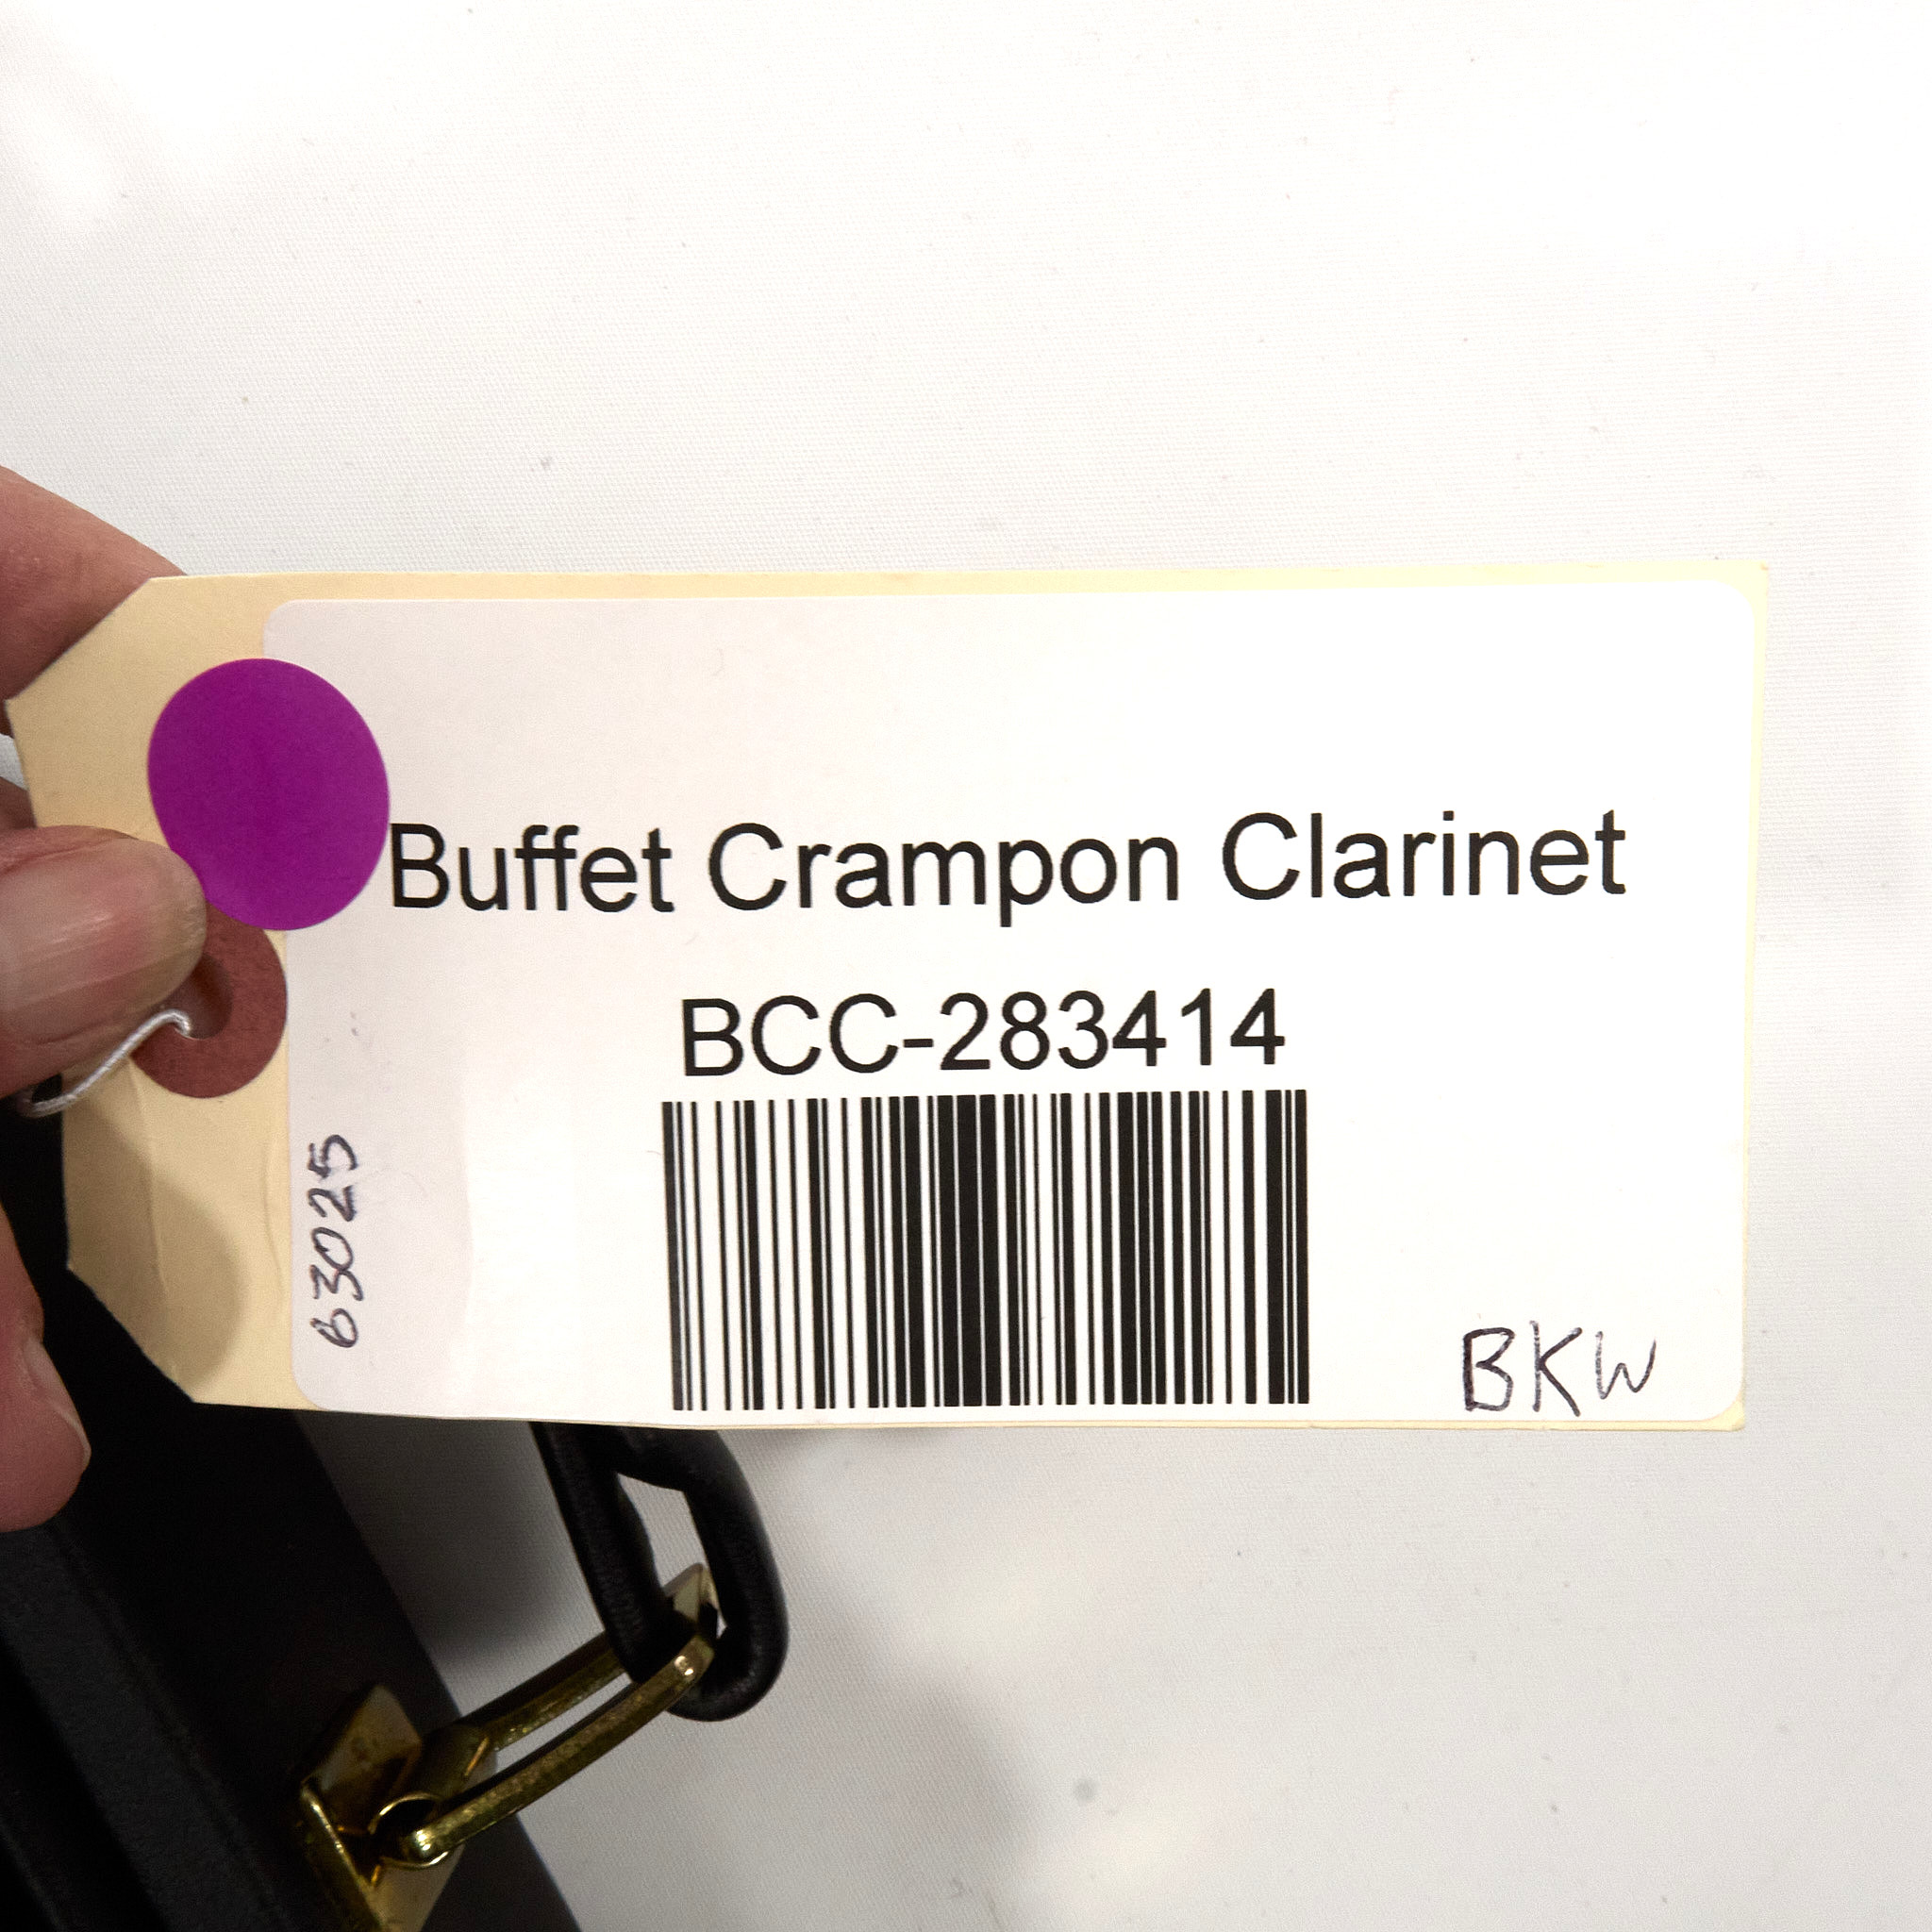 Buffet Crampon Clarinet
BCC-283414
63025
BKW